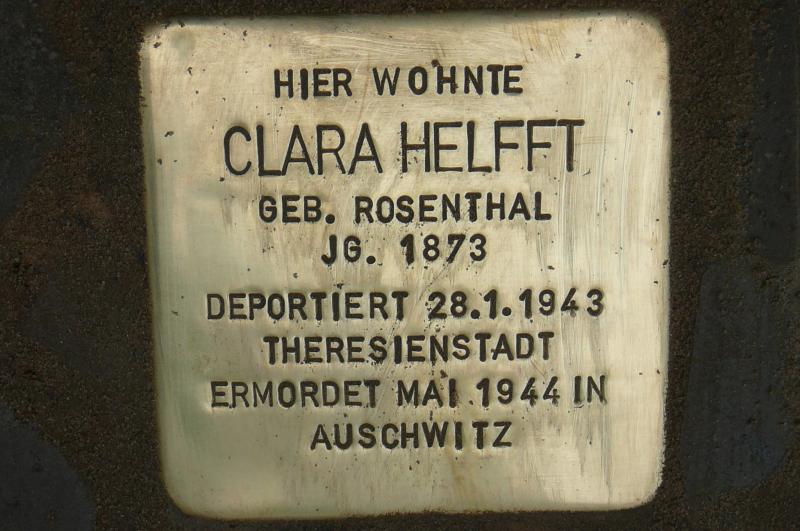 HIER WOHNTE
CLARA HELFFT
GEB. ROSENTHAL
JG. 1873
DEPORTIERT 28.1.1943
THERESIENSTADT
ERMORDET MAI 1944 IN
AUSCHWITZ